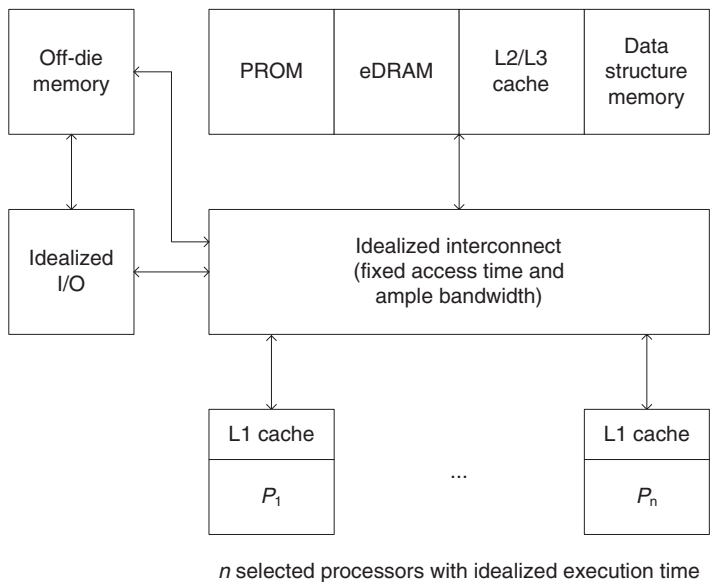 Off-die
memory
PROM
eDRAM
L2/L3
cache
Data
structure
memory
Idealized
I/O
Idealized interconnect
(fixed access time and
ample bandwidth)
L1 cache
P1
...
L1 cache
Pn
n selected processors with idealized execution time